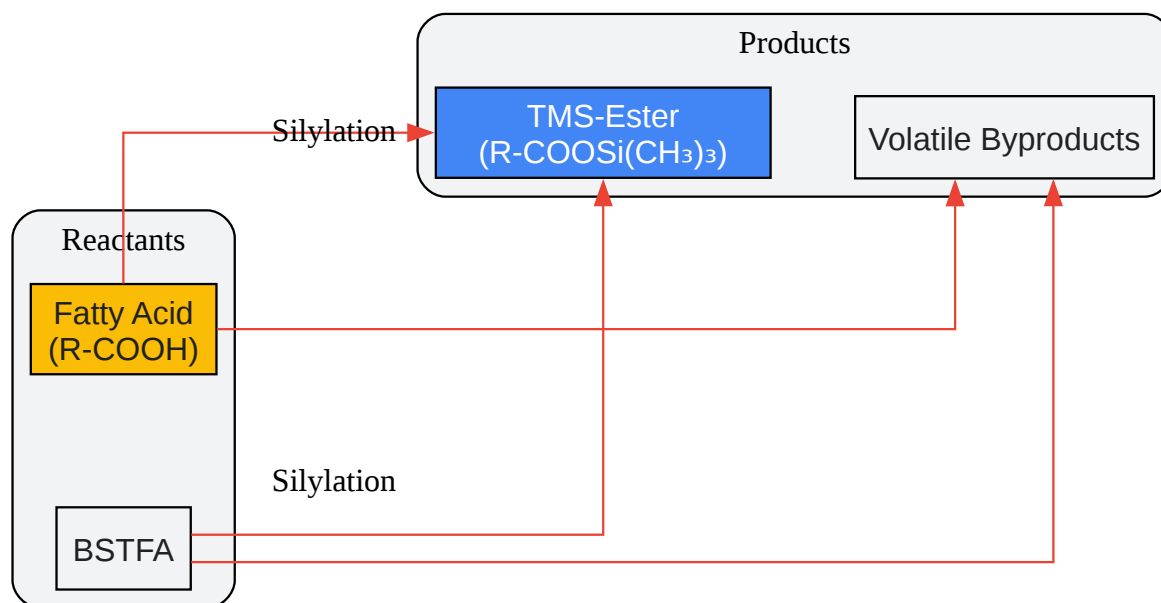 Products
Silylation
TMS-Ester
(R-COOSi(CH₃)₃)
Volatile Byproducts
Reactants
Fatty Acid
(R-COOH)
Silylation
BSTFA